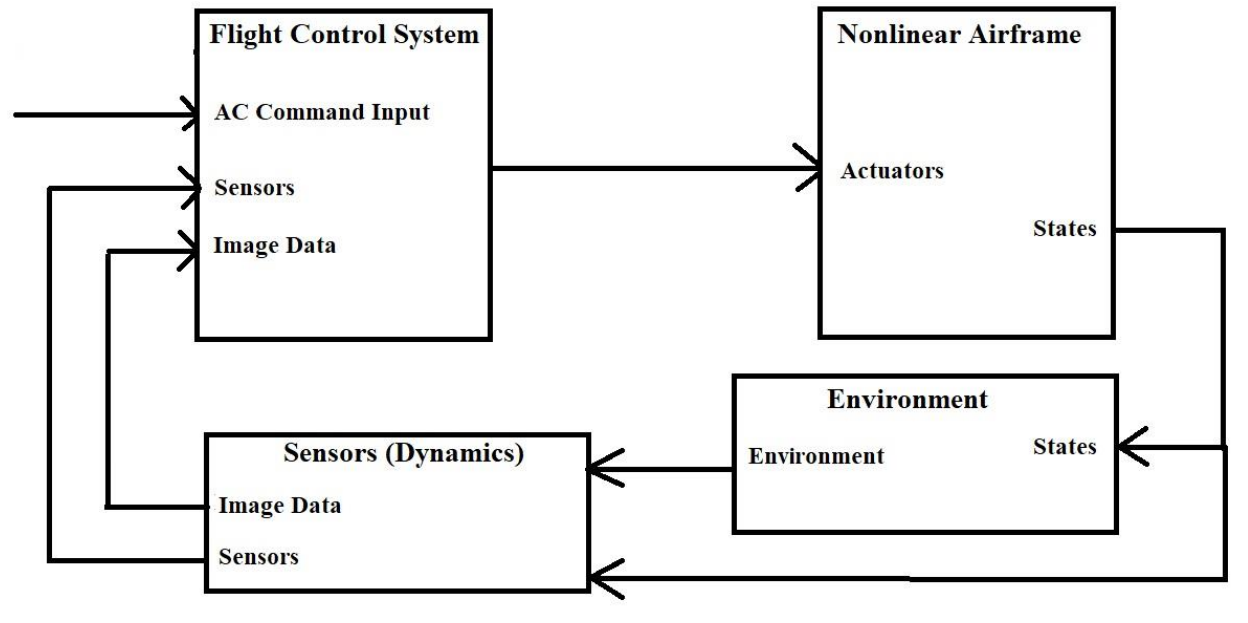 Flight Control System
AC Command Input
Sensors
Image Data
Nonlinear Airframe
Actuators
States
Environment
Environment
States
Sensors (Dynamics)
Image Data
Sensors